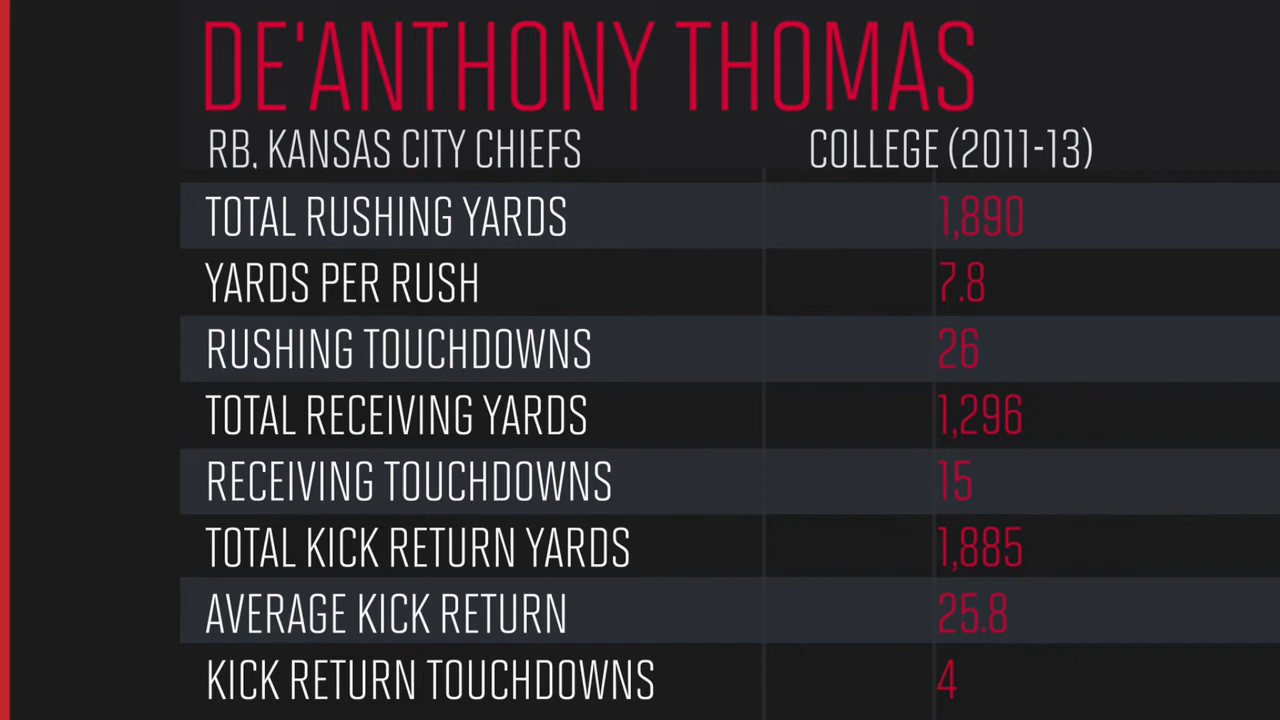 DE'ANTHONY THOMAS
RB, KANSAS CITY CHIEFS COLLEGE (2011-13)
TOTAL RUSHING YARDS 1,890
YARDS PER RUSH 7.8
RUSHING TOUCHDOWNS 26
TOTAL RECEIVING YARDS 1,296
RECEIVING TOUCHDOWNS 15
TOTAL KICK RETURN YARDS 1,885
AVERAGE KICK RETURN 25.8
KICK RETURN TOUCHDOWNS 4